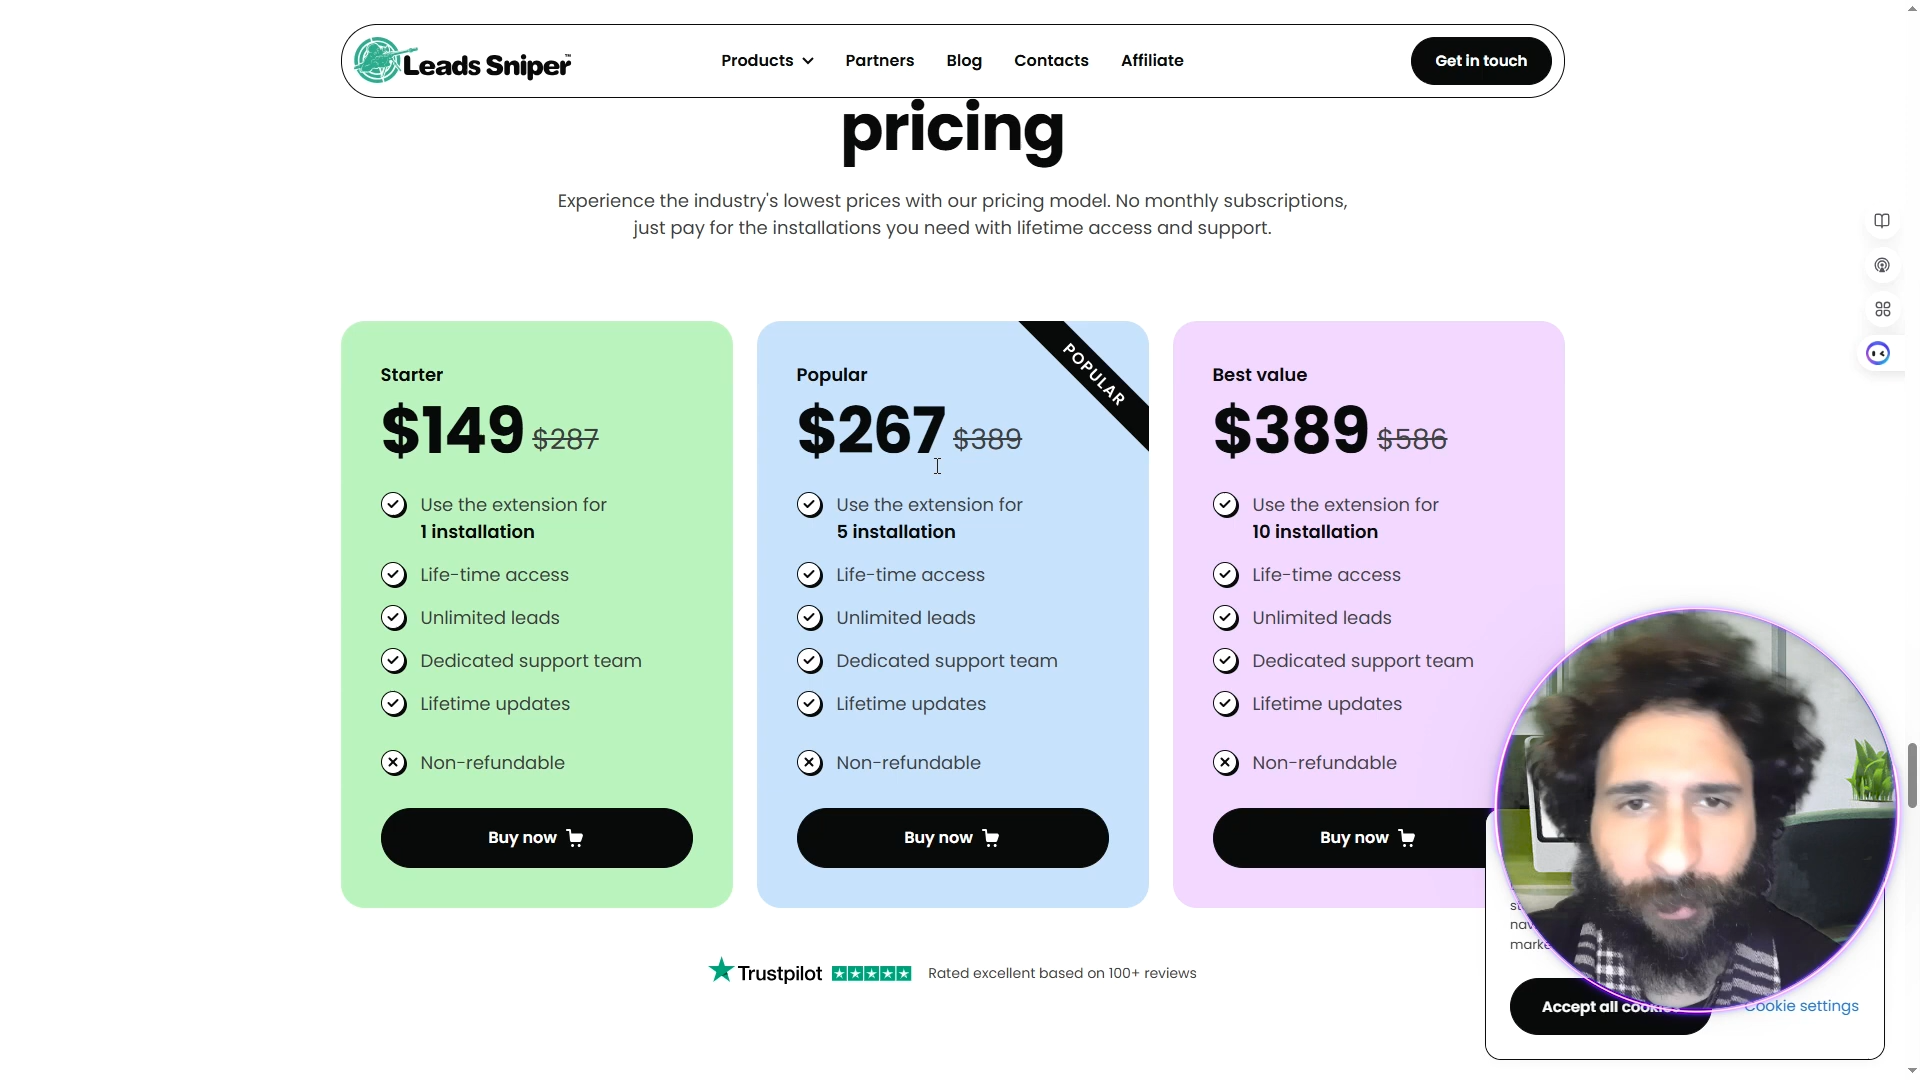 Leads Sniper™
Products
Partners
Blog
Contacts
Affiliate
Get in touch
pricing
Experience the industry's lowest prices with our pricing model. No monthly subscriptions,
just pay for the installations you need with lifetime access and support.
Starter
$149 $287
Use the extension for
1 installation
Life-time access
Unlimited leads
Dedicated support team
Lifetime updates
Non-refundable
Buy now
POPULAR
Popular
$267 $389
Use the extension for
5 installation
Life-time access
Unlimited leads
Dedicated support team
Lifetime updates
Non-refundable
Buy now
Best value
$389 $586
Use the extension for
10 installation
Life-time access
Unlimited leads
Dedicated support team
Lifetime updates
Non-refundable
Buy now
Trustpilot Rated excellent based on 100+ reviews
Accept all cookies
Cookie settings